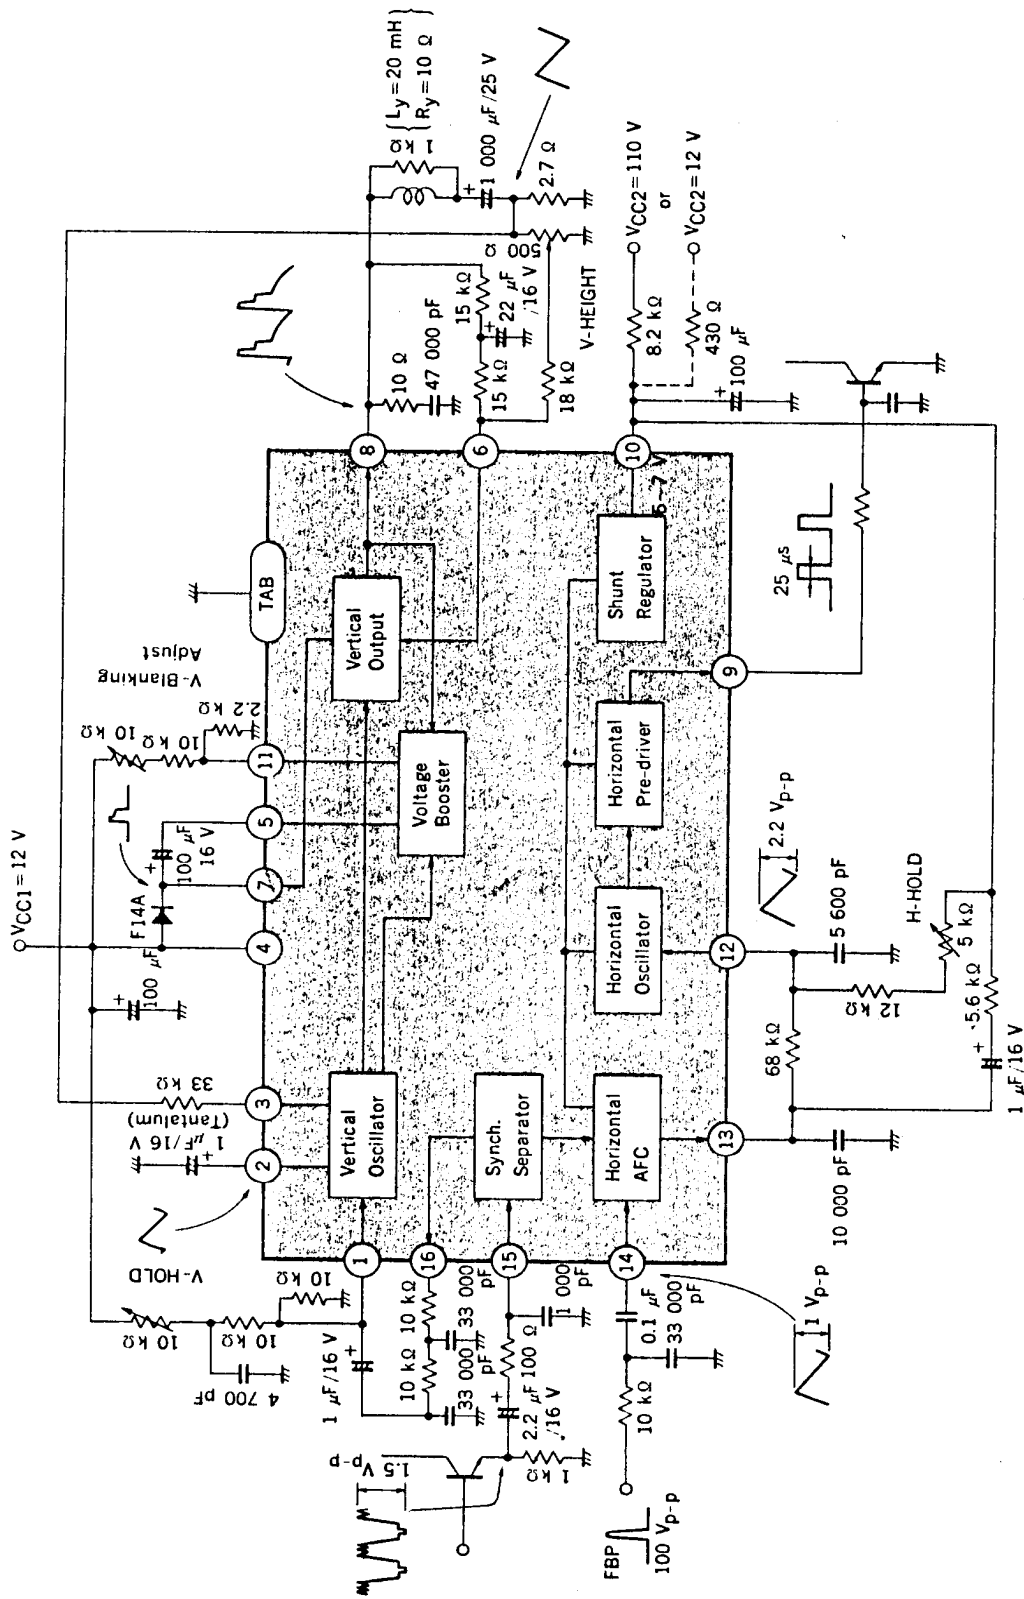 VCC1=12 V
V-HOLD
10 kΩ
10 kΩ
10 kΩ
4 700 pF
1 μF/16 V
1 μF/16 V
(Tantalum)
33 kΩ
100 μF
F14A
100 μF
16 V
10 kΩ
10 kΩ
2.2 kΩ
V-Blanking
Adjust
2
3
4
7
5
11
TAB
1
16
15
14
8
6
10
13
12
9
Vertical
Oscillator
Vertical
Output
Voltage
Booster
Synch.
Separator
Horizontal
AFC
Horizontal
Oscillator
Horizontal
Pre-driver
Shunt
Regulator
6~7 V
1.5 Vp-p
10 kΩ
10 kΩ
33 000
pF
33 000
pF
2.2 μF
/16 V
100 Ω
1 000
pF
1 kΩ
FBP
100 Vp-p
10 kΩ
0.1 μF
33 000
pF
1 Vp-p
10 Ω
47 000 pF
15 kΩ
15 kΩ
22 μF
/16 V
18 kΩ
V-HEIGHT
500 Ω
2.7 Ω
1 kΩ
Ly=20 mH
Ry=10 Ω
1 000 μF/25 V
8.2 kΩ
VCC2=110 V
or
VCC2=12 V
430 Ω
100 μF
25 μs
10 000 pF
68 kΩ
12 kΩ
5 600 pF
2.2 Vp-p
H-HOLD
5 kΩ
5.6 kΩ
1 μF/16 V